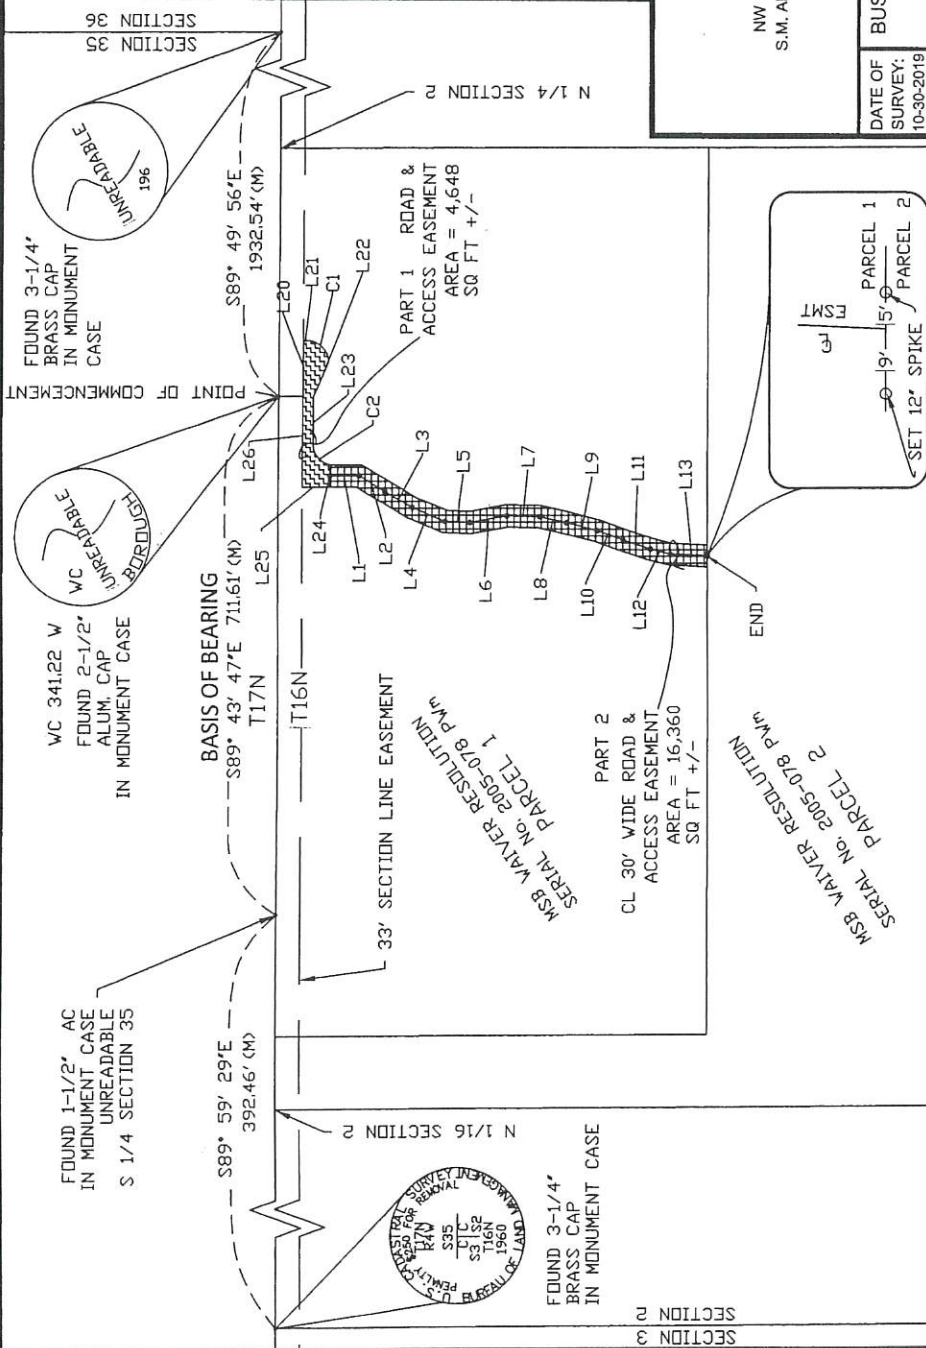 FOUND 1-1/2" AC
IN MONUMENT CASE
UNREADABLE
S 1/4 SECTION 35
WC 341.22 W
FOUND 2-1/2"
ALUM. CAP
IN MONUMENT CASE
WC
UNREADABLE
BOROUGH
FOUND 3-1/4"
BRASS CAP
IN MONUMENT
CASE
UNREADABLE
196
SECTION 36
SECTION 35
POINT OF COMMENCEMENT
S89° 59' 29"E
392.46' (M)
BASIS OF BEARING
S89° 43' 47"E 711.61' (M)
T17N
T16N
S89° 49' 56"E
1932.54' (M)
N 1/16 SECTION 2
N 1/4 SECTION 2
33' SECTION LINE EASEMENT
L20
L21
C1
L22
L23
C2
L26
L25
L24
PART 1 ROAD &
ACCESS EASEMENT
AREA = 4,648
SQ FT +/-
L1
L2
L3
L4
L5
L6
L7
L8
L9
L10
L11
L12
L13
END
U.S. BUREAU OF LAND MANAGEMENT
CADASTRAL SURVEY
PENALTY $250 FOR REMOVAL
T17N
R4W
S35
C C
S3 S2
T16N
1960
FOUND 3-1/4"
BRASS CAP
IN MONUMENT CASE
SECTION 2
SECTION 3
MSB WAIVER RESOLUTION
SERIAL No. 2005-078 PWm
PARCEL 1
PART 2
CL 30' WIDE ROAD &
ACCESS EASEMENT
AREA = 16,360
SQ FT +/-
MSB WAIVER RESOLUTION
SERIAL No. 2005-078 PWm
PARCEL 2
ESMT
9'
5'
PARCEL 1
PARCEL 2
SET 12" SPIKE
NW
DATE OF
SURVEY:
10-30-2019